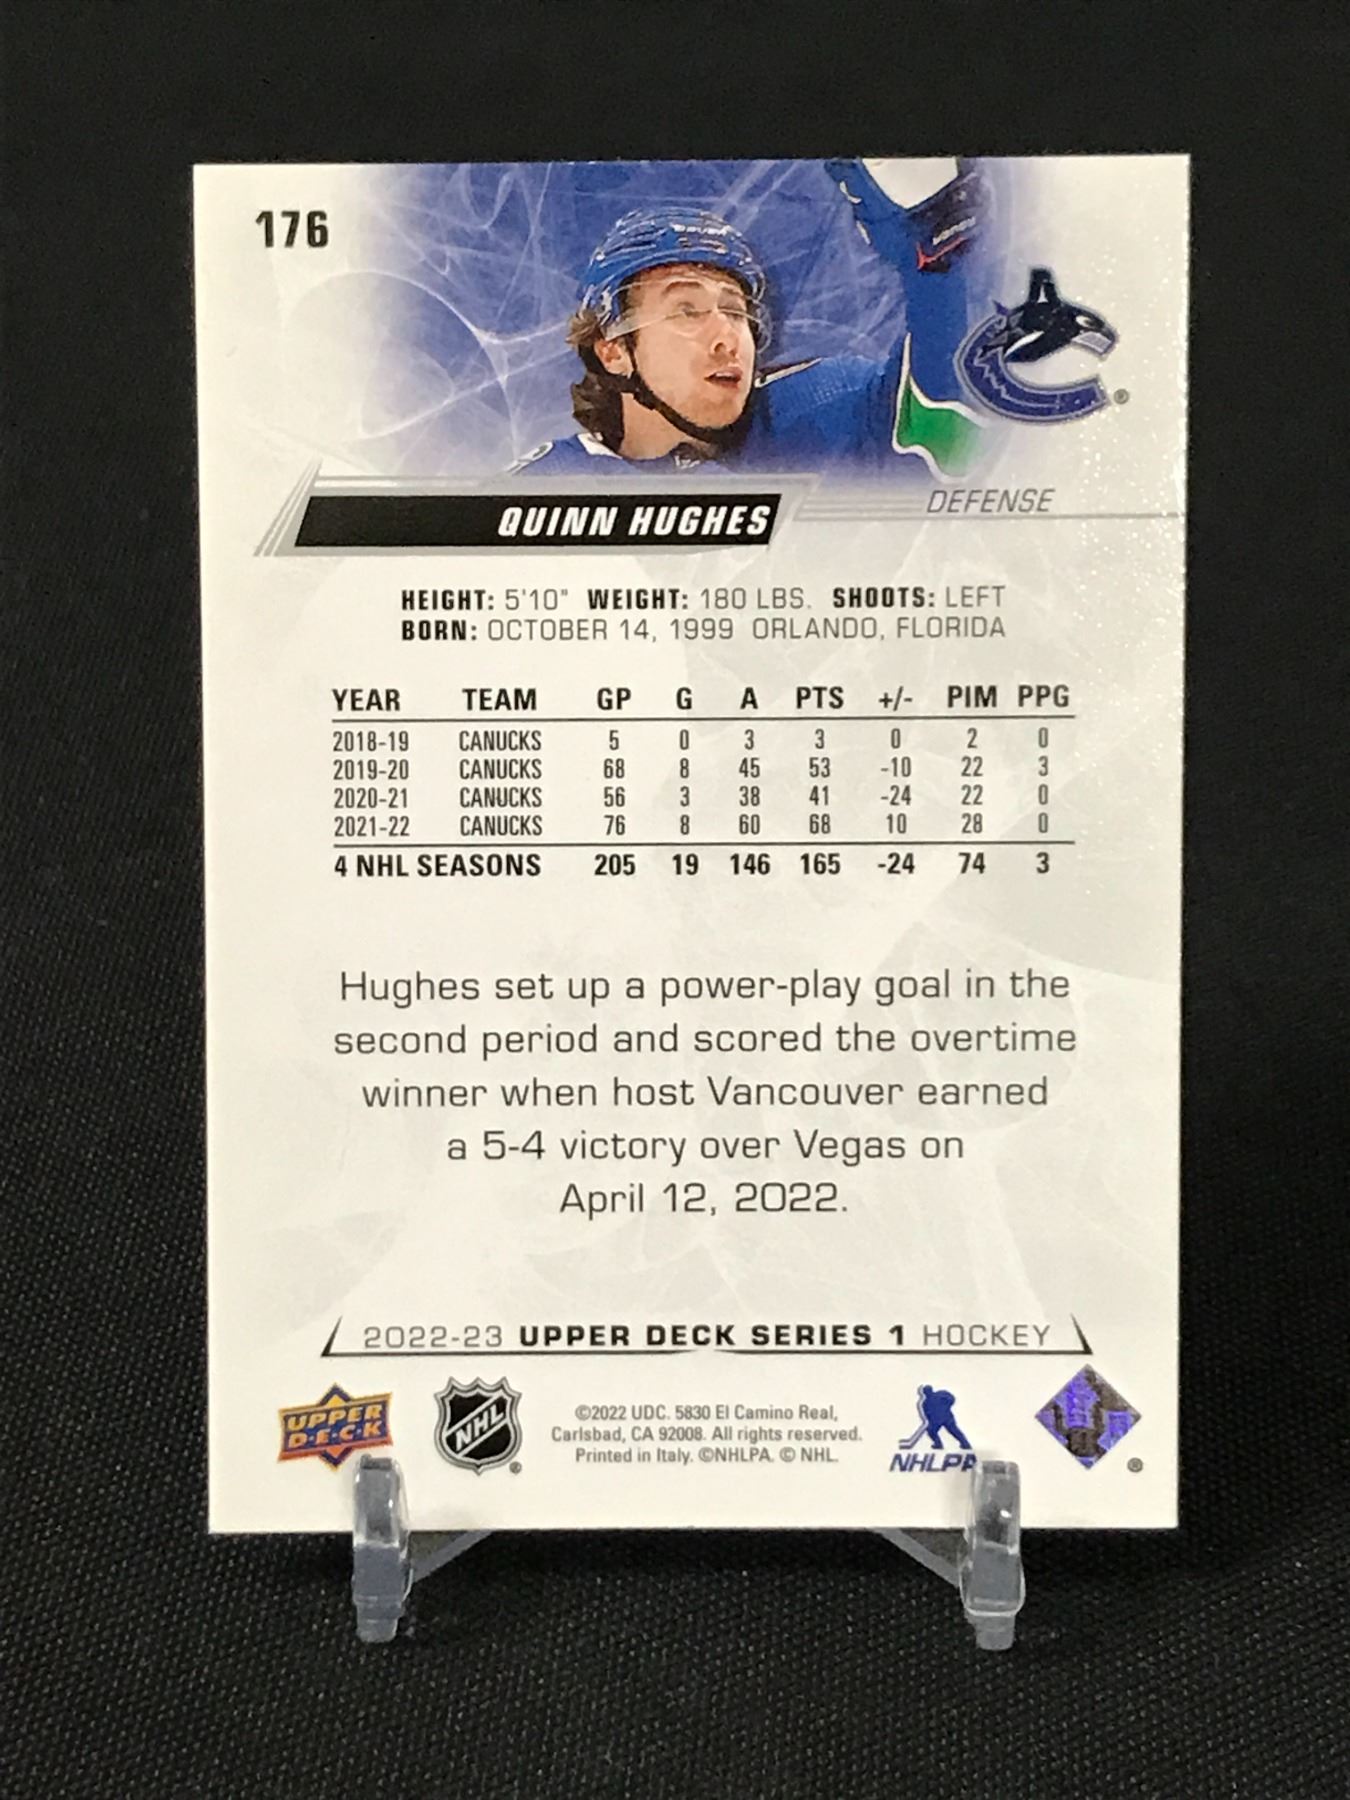 176
BAUER
QUINN HUGHES
DEFENSE
HEIGHT: 5'10" WEIGHT: 180 LBS. SHOOTS: LEFT
BORN: OCTOBER 14, 1999 ORLANDO, FLORIDA
YEAR TEAM GP G A PTS +/- PIM PPG
2018-19 CANUCKS 5 0 3 3 0 2 0
2019-20 CANUCKS 68 8 45 53 -10 22 3
2020-21 CANUCKS 56 3 38 41 -24 22 0
2021-22 CANUCKS 76 8 60 68 10 28 0
4 NHL SEASONS 205 19 146 165 -24 74 3
Hughes set up a power-play goal in the
second period and scored the overtime
winner when host Vancouver earned
a 5-4 victory over Vegas on
April 12, 2022.
2022-23 UPPER DECK SERIES 1 HOCKEY
UPPER D·E·C·K
NHL ®
©2022 UDC. 5830 El Camino Real,
Carlsbad, CA 92008. All rights reserved.
Printed in Italy. ©NHLPA. © NHL.
NHLPA
®